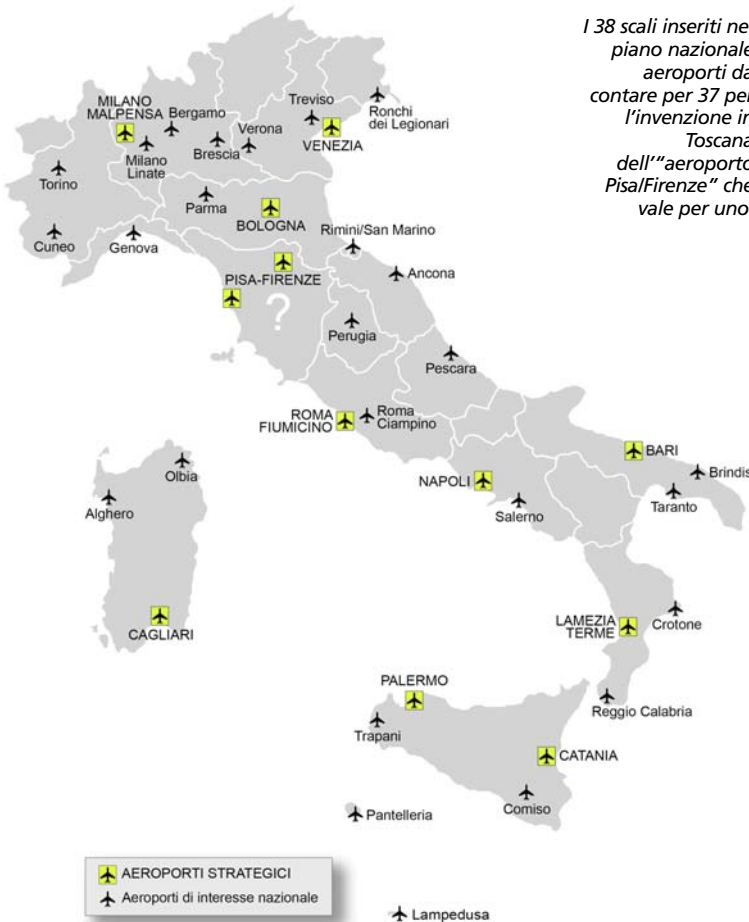 I 38 scali inseriti ne
piano nazionale
aeroporti da
contare per 37 per
l'invenzione in
Toscana
dell'"aeroporto
Pisa/Firenze" che
vale per uno.
MILANO
MALPENSA
Bergamo
Treviso
Ronchi
dei Legionari
Verona
VENEZIA
Milano
Linate
Brescia
Torino
Parma
BOLOGNA
Cuneo
Genova
Rimini/San Marino
PISA-FIRENZE
Ancona
?
Perugia
Pescara
ROMA
FIUMICINO
Roma
Ciampino
BARI
Olbia
NAPOLI
Brindis
Alghero
Salerno
Taranto
CAGLIARI
LAMEZIA
TERME
Crotone
PALERMO
Reggio Calabria
Trapani
CATANIA
Comiso
Pantelleria
AEROPORTI STRATEGICI
Aeroporti di interesse nazionale
Lampedusa